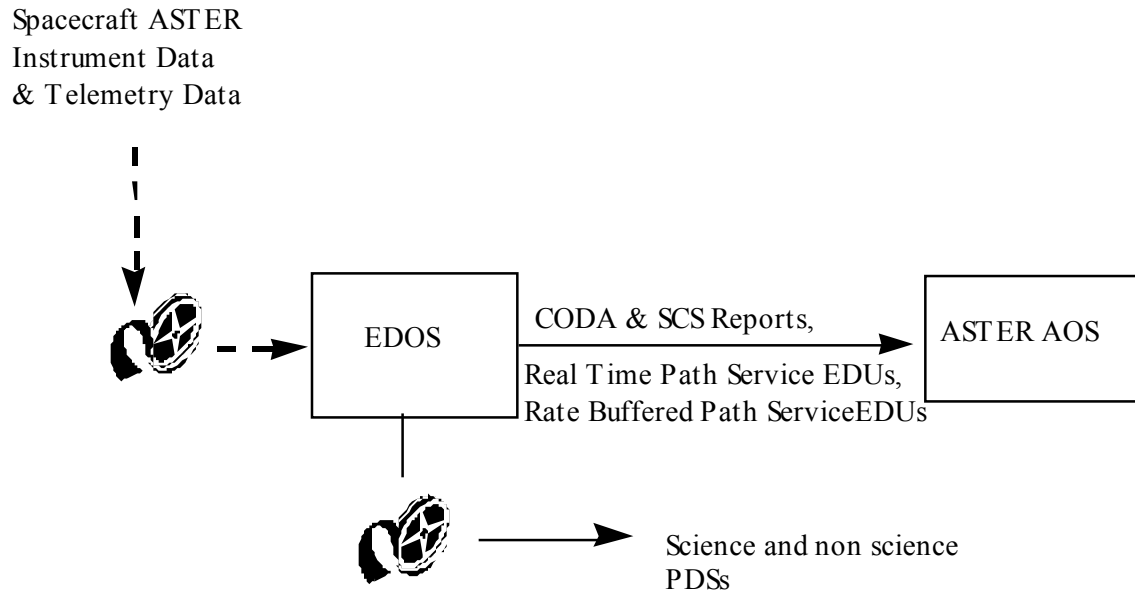 Spacecraft ASTER
Instrument Data
& Telemetry Data
EDOS
CODA & SCS Reports,
Real Time Path Service EDUs,
Rate Buffered Path ServiceEDUs
ASTER AOS
Science and non science
PDSs